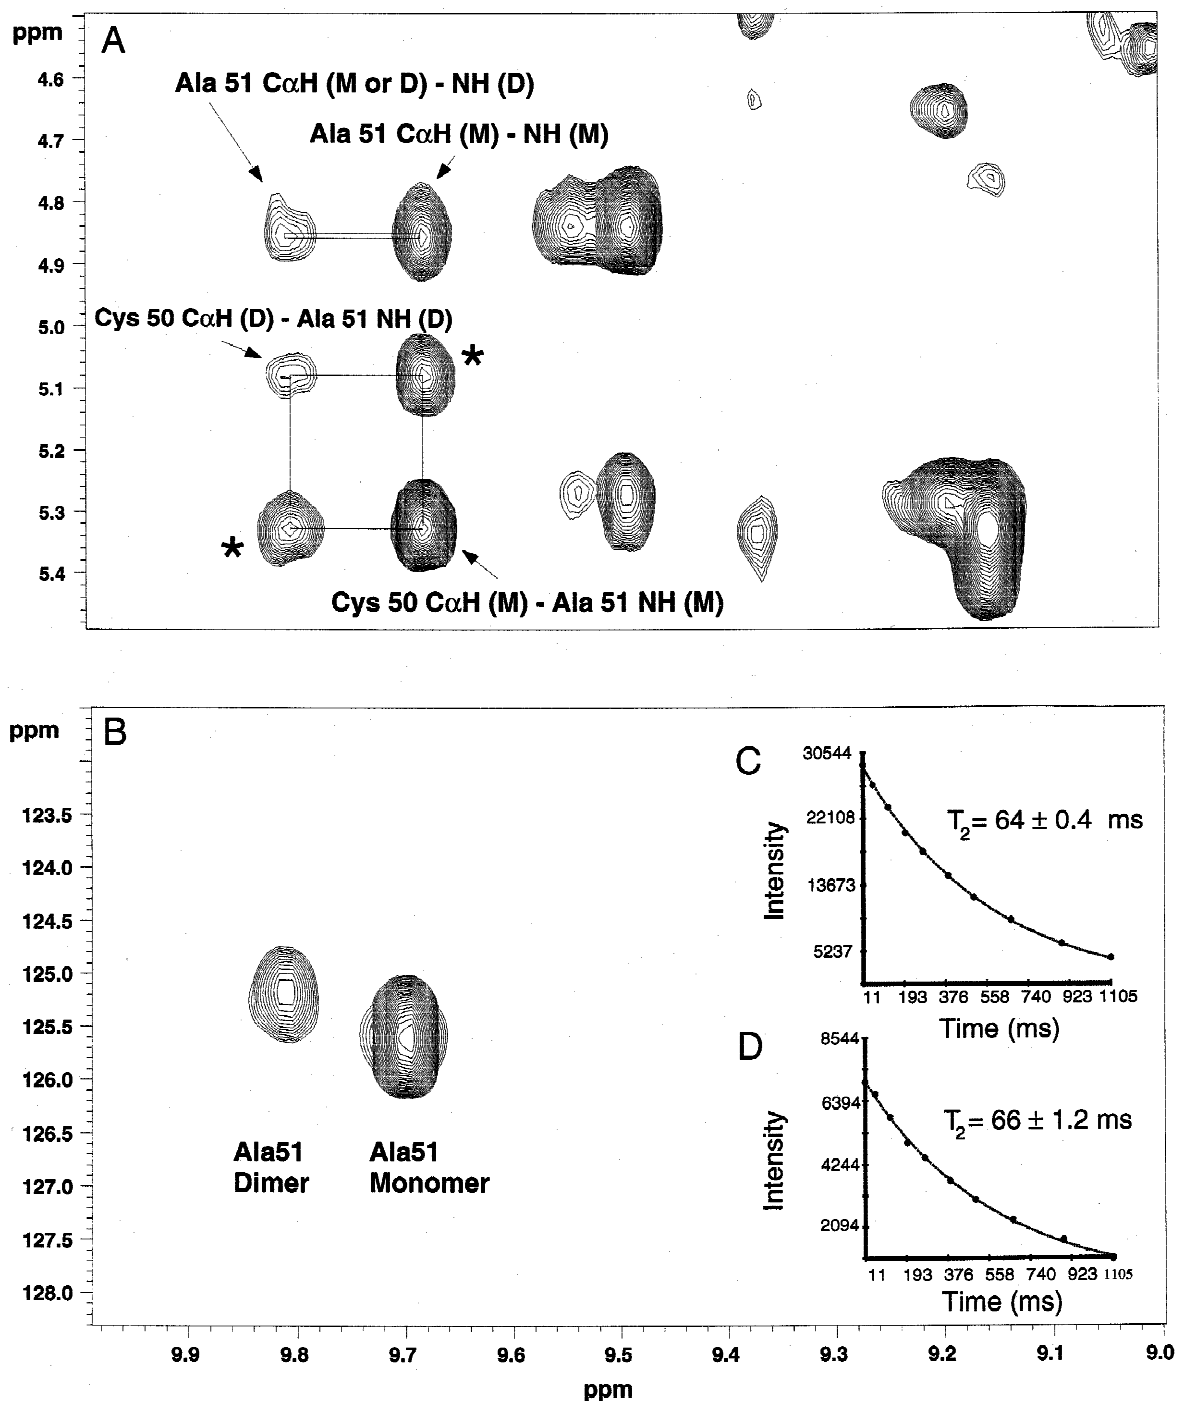 ppm
A
Ala 51 CαH (M or D) - NH (D)
Ala 51 CαH (M) - NH (M)
Cys 50 CαH (D) - Ala 51 NH (D)
*
*
Cys 50 CαH (M) - Ala 51 NH (M)
4.6
4.7
4.8
4.9
5.0
5.1
5.2
5.3
5.4
ppm
B
123.5
124.0
124.5
125.0
125.5
126.0
126.5
127.0
127.5
128.0
Ala51
Dimer
Ala51
Monomer
C
30544
22108
13673
5237
Intensity
T2= 64 ± 0.4 ms
11 193 376 558 740 923 1105
Time (ms)
D
8544
6394
4244
2094
Intensity
T2= 66 ± 1.2 ms
11 193 376 558 740 923 1105
Time (ms)
9.9 9.8 9.7 9.6 9.5 9.4 9.3 9.2 9.1 9.0
ppm